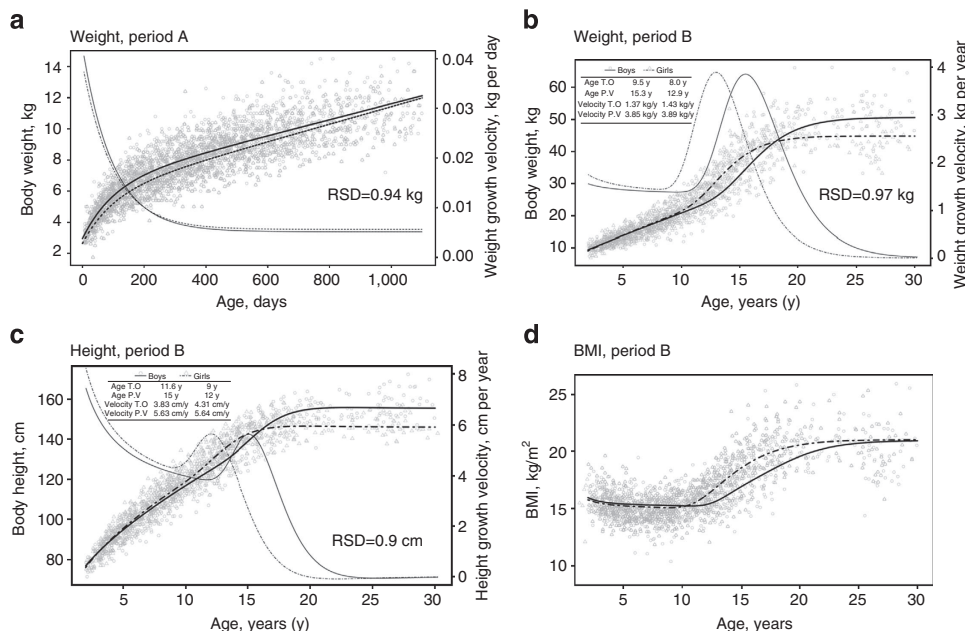 a
Weight, period A
14
12
10
8
6
4
2
Body weight, kg
0
200
400
600
800
1,000
Age, days
0.04
0.03
0.02
0.01
0.00
Weight growth velocity, kg per day
RSD=0.94 kg
b
Weight, period B
Boys Girls
Age T.O 9.5 y 8.0 y
Age P.V 15.3 y 12.9 y
Velocity T.O 1.37 kg/y 1.43 kg/y
Velocity P.V 3.85 kg/y 3.89 kg/y
60
50
40
30
20
10
Body weight, kg
5
10
15
20
25
30
Age, years (y)
4
3
2
1
0
Weight growth velocity, kg per year
RSD=0.97 kg
c
Height, period B
Boys Girls
Age T.O 11.6 y 9 y
Age P.V 15 y 12 y
Velocity T.O 3.83 cm/y 4.31 cm/y
Velocity P.V 5.63 cm/y 5.64 cm/y
160
140
120
100
80
Body height, cm
5
10
15
20
25
30
Age, years (y)
8
6
4
2
0
Height growth velocity, cm per year
RSD=0.9 cm
d
BMI, period B
25
20
15
10
BMI, kg/m²
5
10
15
20
25
30
Age, years